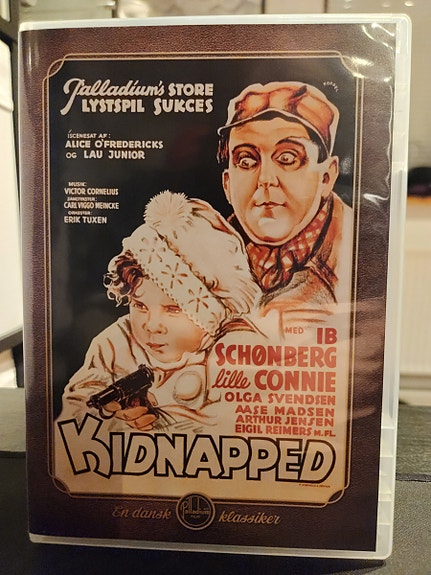 Palladium's STORE
LYSTSPIL SUKCES
ISCENESAT AF:
ALICE O'FREDERICKS
OG LAU JUNIOR
MUSIK:
VICTOR CORNELIUS
SANGTEKSTER:
CARL VIGGO MEINCKE
ORKESTER:
ERIK TUXEN
MED IB
SCHØNBERG
lille CONNIE
OLGA SVENDSEN
AASE MADSEN
ARTHUR JENSEN
EIGIL REIMERS M.FL.
KIDNAPPED
En dansk Palladium klassiker